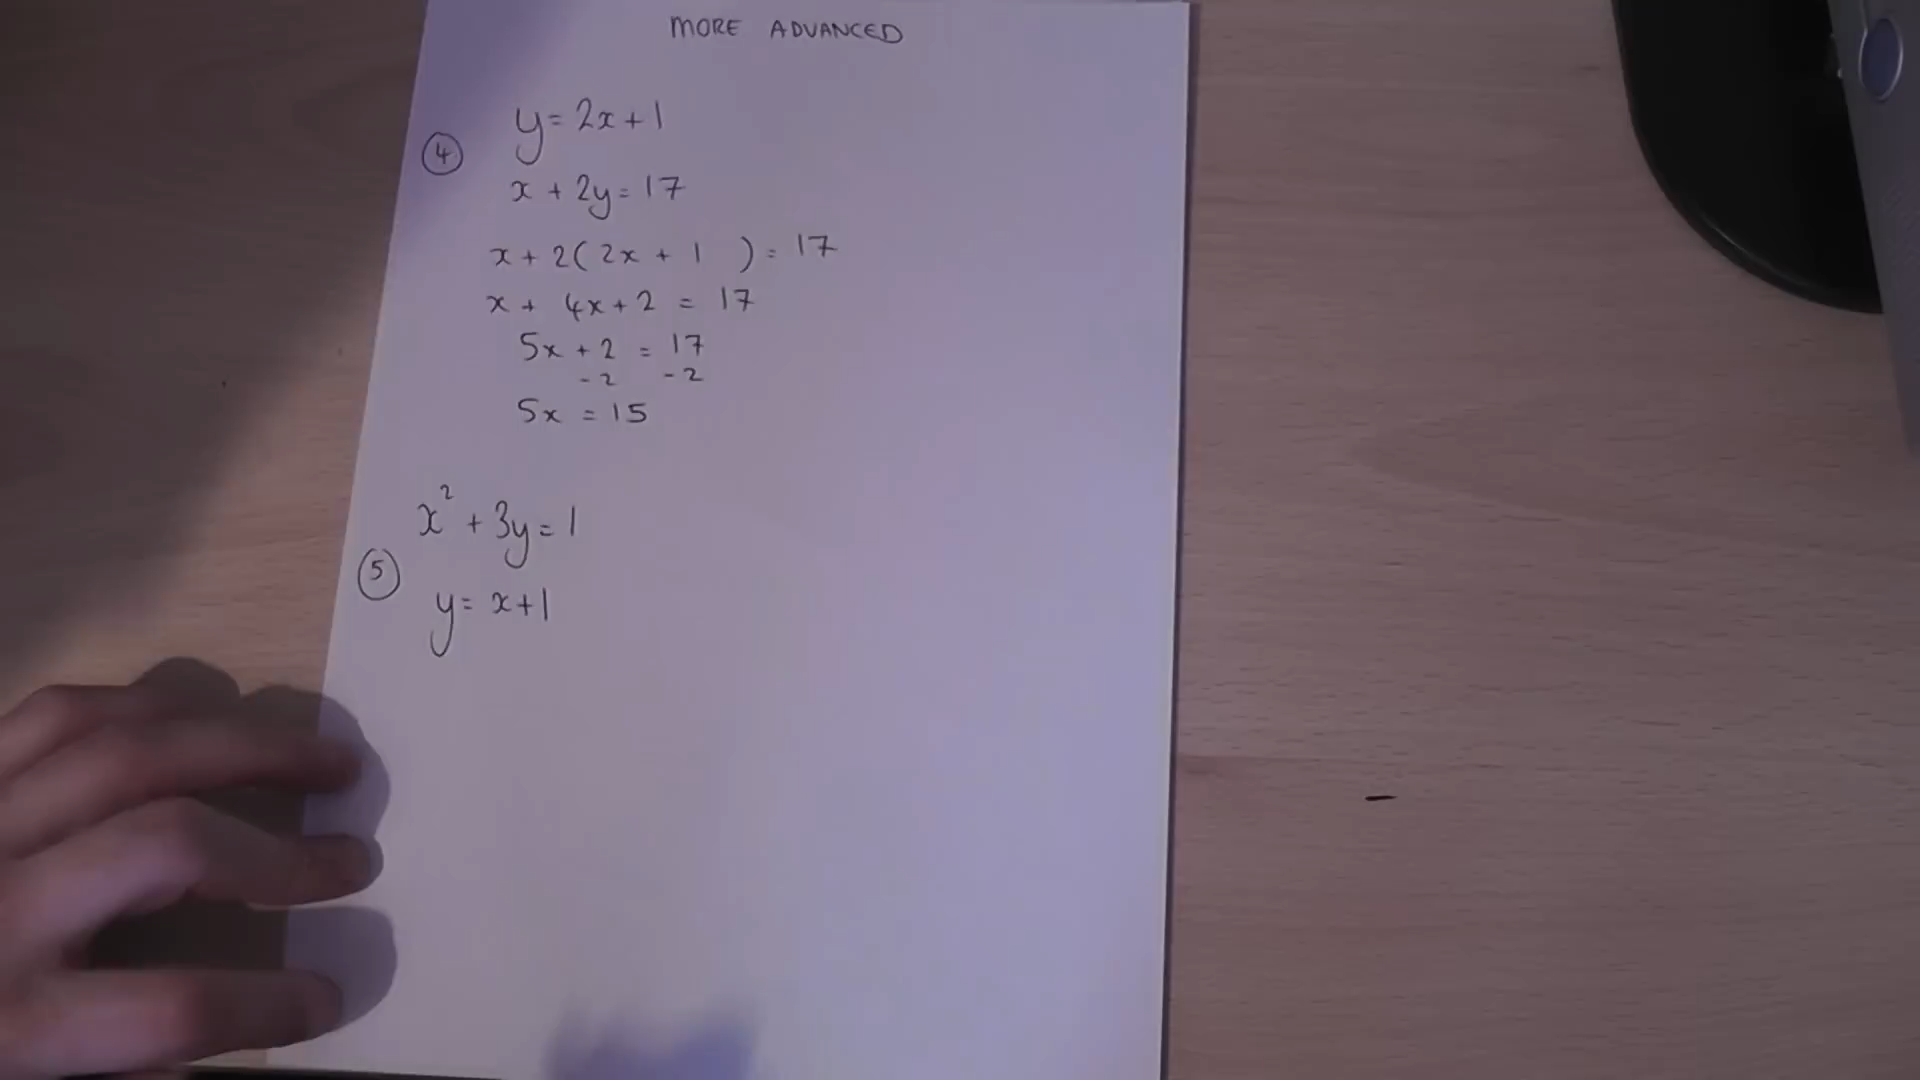 MORE ADVANCED
④ y = 2x + 1
x + 2y = 17
x + 2( 2x + 1 ) = 17
x + 4x + 2 = 17
5x + 2 = 17
- 2 - 2
5x = 15
x² + 3y = 1
⑤
y = x + 1